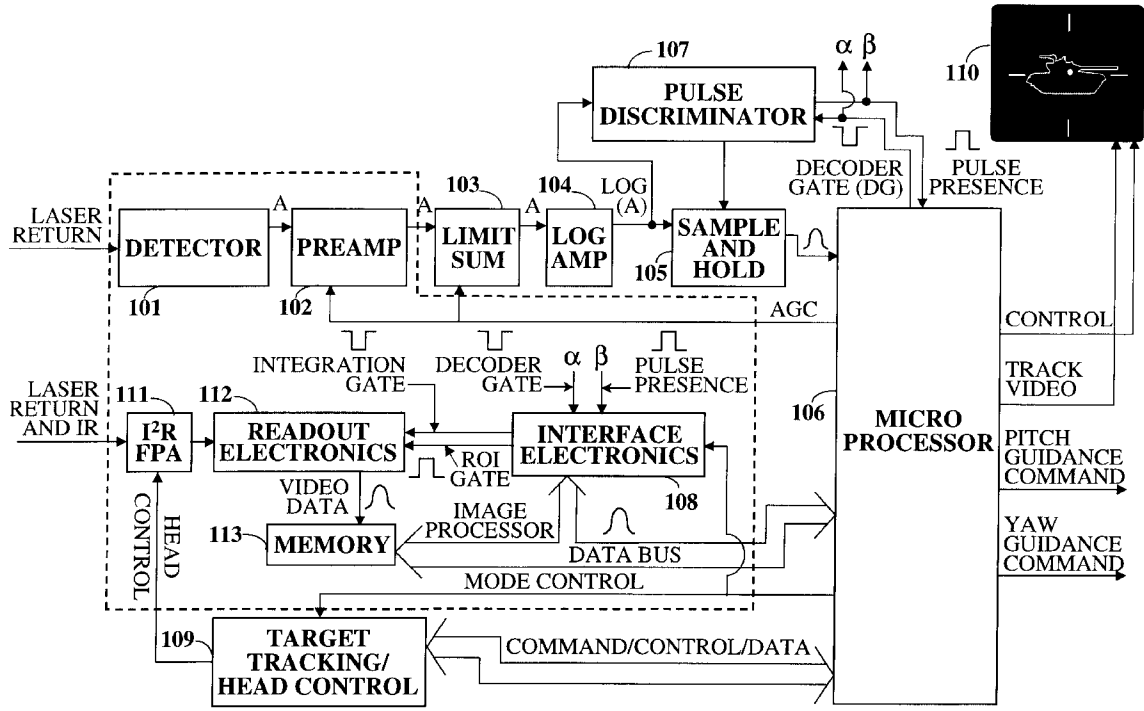 107
α β
110
PULSE
DISCRIMINATOR
DECODER
GATE (DG)
PULSE
PRESENCE
LASER
RETURN
DETECTOR
101
A
PREAMP
102
A
103
LIMIT
SUM
A
104
LOG
AMP
LOG
(A)
SAMPLE
AND
HOLD
105
AGC
CONTROL
TRACK
VIDEO
106
MICRO
PROCESSOR
PITCH
GUIDANCE
COMMAND
YAW
GUIDANCE
COMMAND
INTEGRATION
GATE
DECODER
GATE
α β
PULSE
PRESENCE
LASER
RETURN
AND IR
111
I²R
FPA
112
READOUT
ELECTRONICS
ROI
GATE
INTERFACE
ELECTRONICS
108
VIDEO
DATA
IMAGE
PROCESSOR
113
MEMORY
DATA BUS
MODE CONTROL
HEAD
CONTROL
109
TARGET
TRACKING/
HEAD CONTROL
COMMAND/CONTROL/DATA